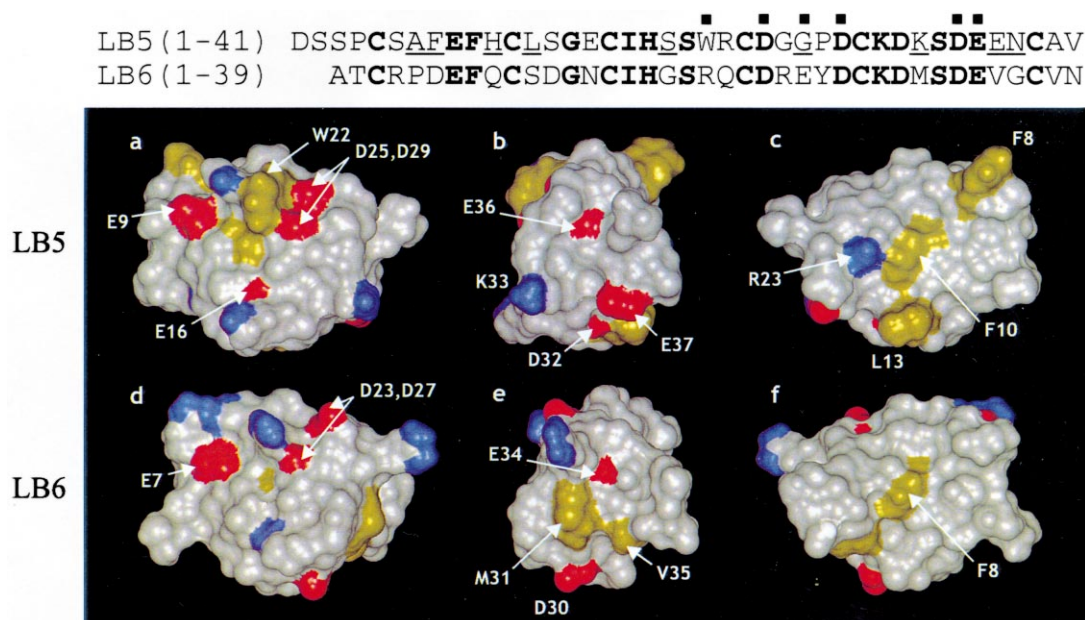 LB5(1-41) DSSPCSAFEFHCLSGECIHSSWRCDGGPDCKDKSDEENCAV
LB6(1-39) ATCRPDEFQCSDGNCIHGSRQCDREYDCKDMSDEVGCVN
LB5
a
W22
D25,D29
E9
E16
b
E36
K33
D32
E37
c
F8
R23
F10
L13
LB6
d
D23,D27
E7
e
E34
M31
V35
D30
f
F8